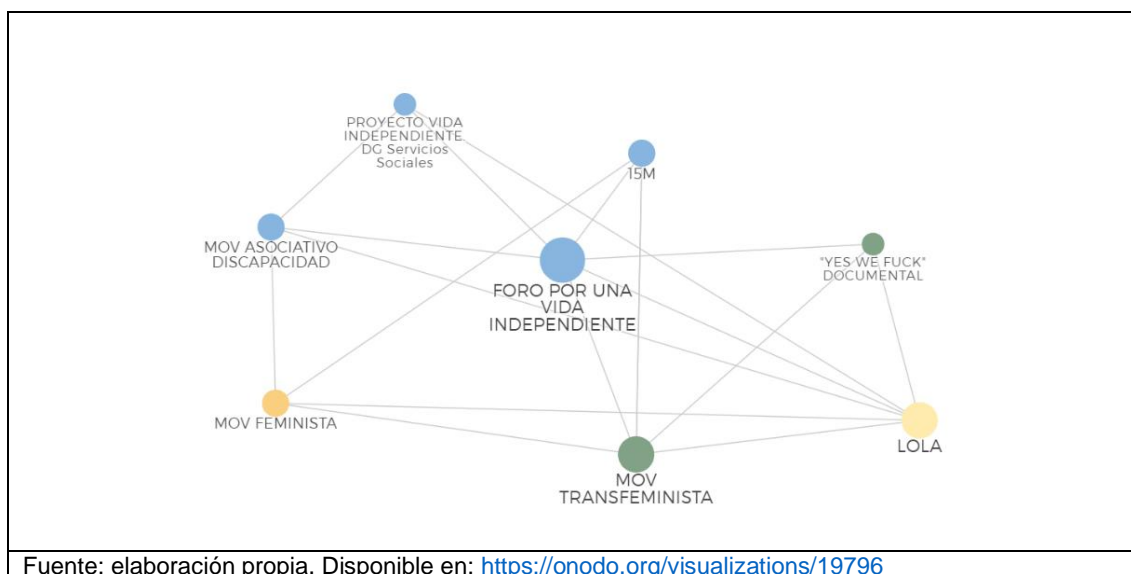 PROYECTO VIDA
INDEPENDIENTE
DG Servicios
Sociales
15M
MOV ASOCIATIVO
DISCAPACIDAD
"YES WE FUCK"
DOCUMENTAL
FORO POR UNA
VIDA
INDEPENDIENTE
MOV FEMINISTA
LOLA
MOV
TRANSFEMINISTA
Fuente: elaboración propia. Disponible en: https://onodo.org/visualizations/19796